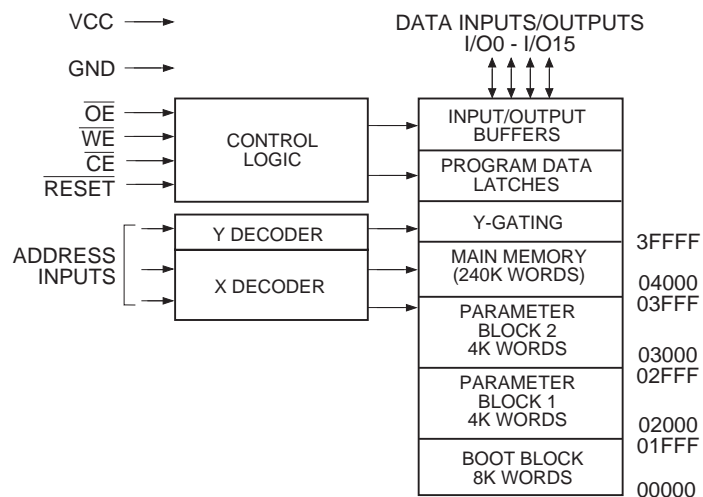 VCC
GND
OE
WE
CE
RESET
ADDRESS
INPUTS
CONTROL
LOGIC
Y DECODER
X DECODER
DATA INPUTS/OUTPUTS
I/O0 - I/O15
INPUT/OUTPUT
BUFFERS
PROGRAM DATA
LATCHES
Y-GATING
MAIN MEMORY
(240K WORDS)
PARAMETER
BLOCK 2
4K WORDS
PARAMETER
BLOCK 1
4K WORDS
BOOT BLOCK
8K WORDS
3FFFF
04000
03FFF
03000
02FFF
02000
01FFF
00000